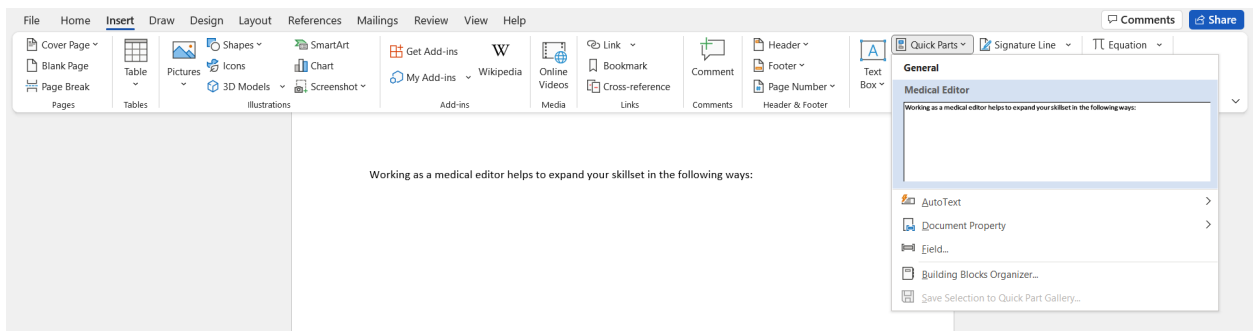 File Home Insert Draw Design Layout References Mailings Review View Help Comments Share
Cover Page
Blank Page
Page Break
Pages
Table
Tables
Pictures
Shapes
Icons
3D Models
SmartArt
Chart
Screenshot
Illustrations
Get Add-ins
My Add-ins
W
Wikipedia
Add-ins
Online
Videos
Media
Link
Bookmark
Cross-reference
Links
Comment
Comments
Header
Footer
Page Number
Header & Footer
A
Text
Box
Quick Parts
Signature Line
Equation
General
Medical Editor
Working as a medical editor helps to expand your skillset in the following ways:
AutoText
Document Property
Field...
Building Blocks Organizer...
Save Selection to Quick Part Gallery...
Working as a medical editor helps to expand your skillset in the following ways: